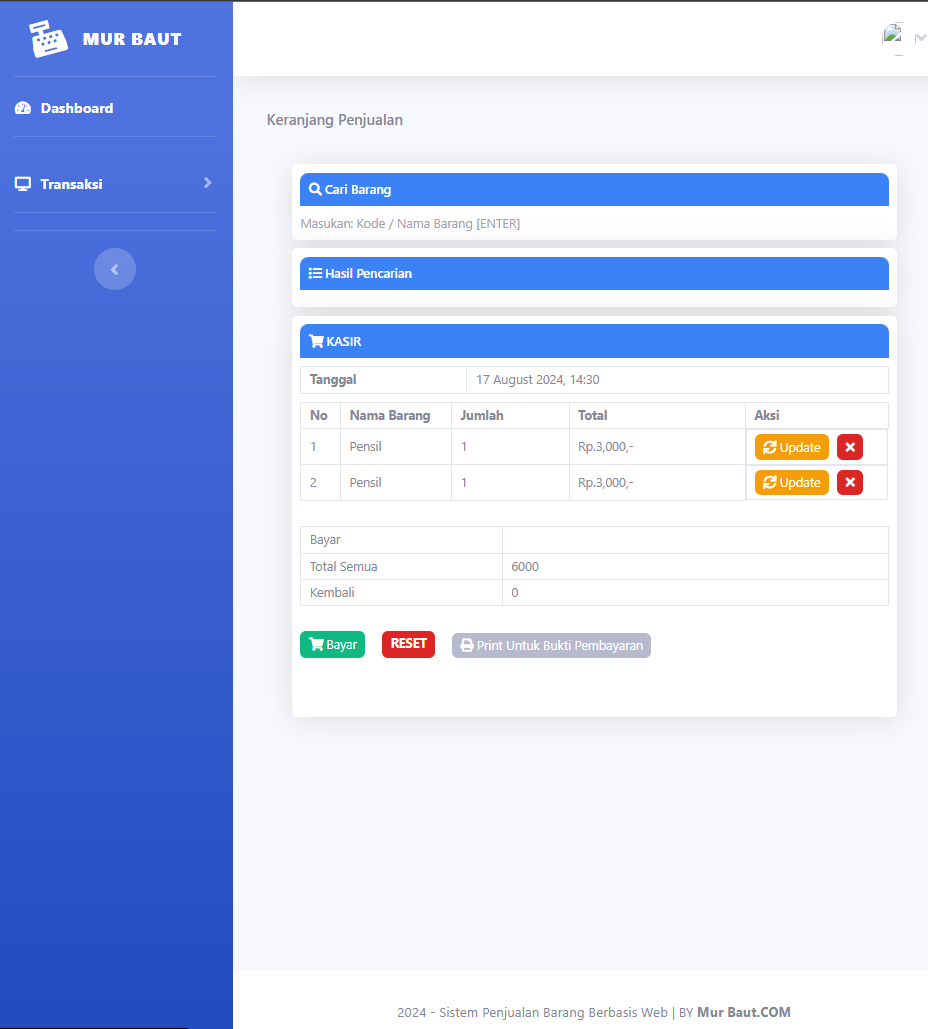 MUR BAUT
Dashboard
Transaksi
Keranjang Penjualan
Cari Barang
Masukan: Kode / Nama Barang [ENTER]
Hasil Pencarian
KASIR
Tanggal 17 August 2024, 14:30
No Nama Barang Jumlah Total Aksi
1 Pensil 1 Rp.3,000,- Update
2 Pensil 1 Rp.3,000,- Update
Bayar
Total Semua 6000
Kembali 0
Bayar RESET Print Untuk Bukti Pembayaran
2024 - Sistem Penjualan Barang Berbasis Web | BY Mur Baut.COM